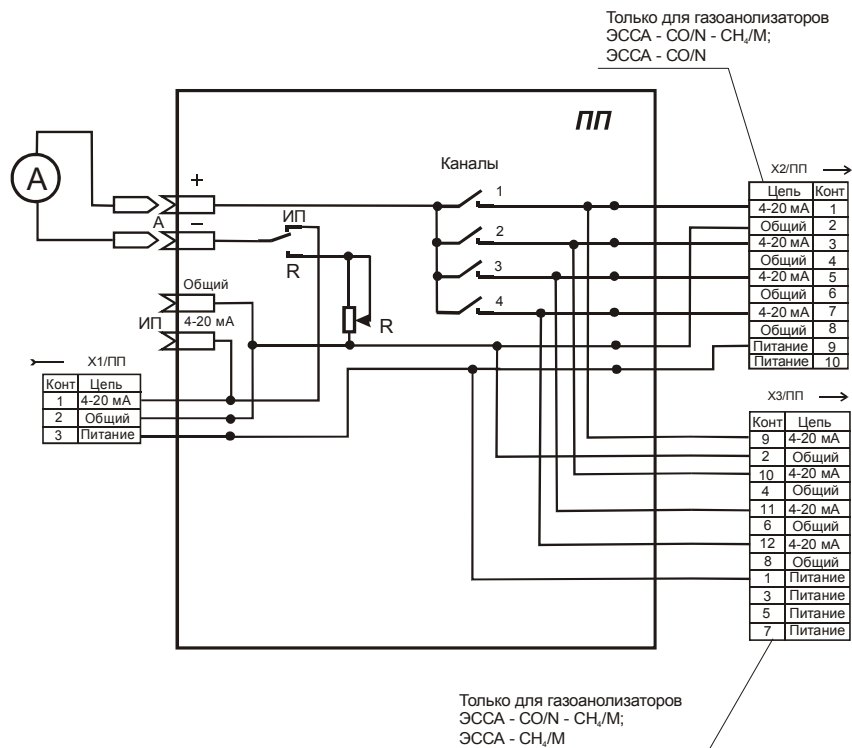 Только для газоанолизаторов
ЭССА - CO/N - CH₄/M;
ЭССА - CO/N
ПП
A
Каналы
+
A
–
ИП
R
1
2
3
4
R
Общий
ИП
4-20 мА
X1/ПП
Конт Цепь
1 4-20 мА
2 Общий
3 Питание
X2/ПП
Цепь Конт
4-20 мА 1
Общий 2
4-20 мА 3
Общий 4
4-20 мА 5
Общий 6
4-20 мА 7
Общий 8
Питание 9
Питание 10
X3/ПП
Конт Цепь
9 4-20 мА
2 Общий
10 4-20 мА
4 Общий
11 4-20 мА
6 Общий
12 4-20 мА
8 Общий
1 Питание
3 Питание
5 Питание
7 Питание
Только для газоанолизаторов
ЭССА - CO/N - CH₄/M;
ЭССА - CH₄/M